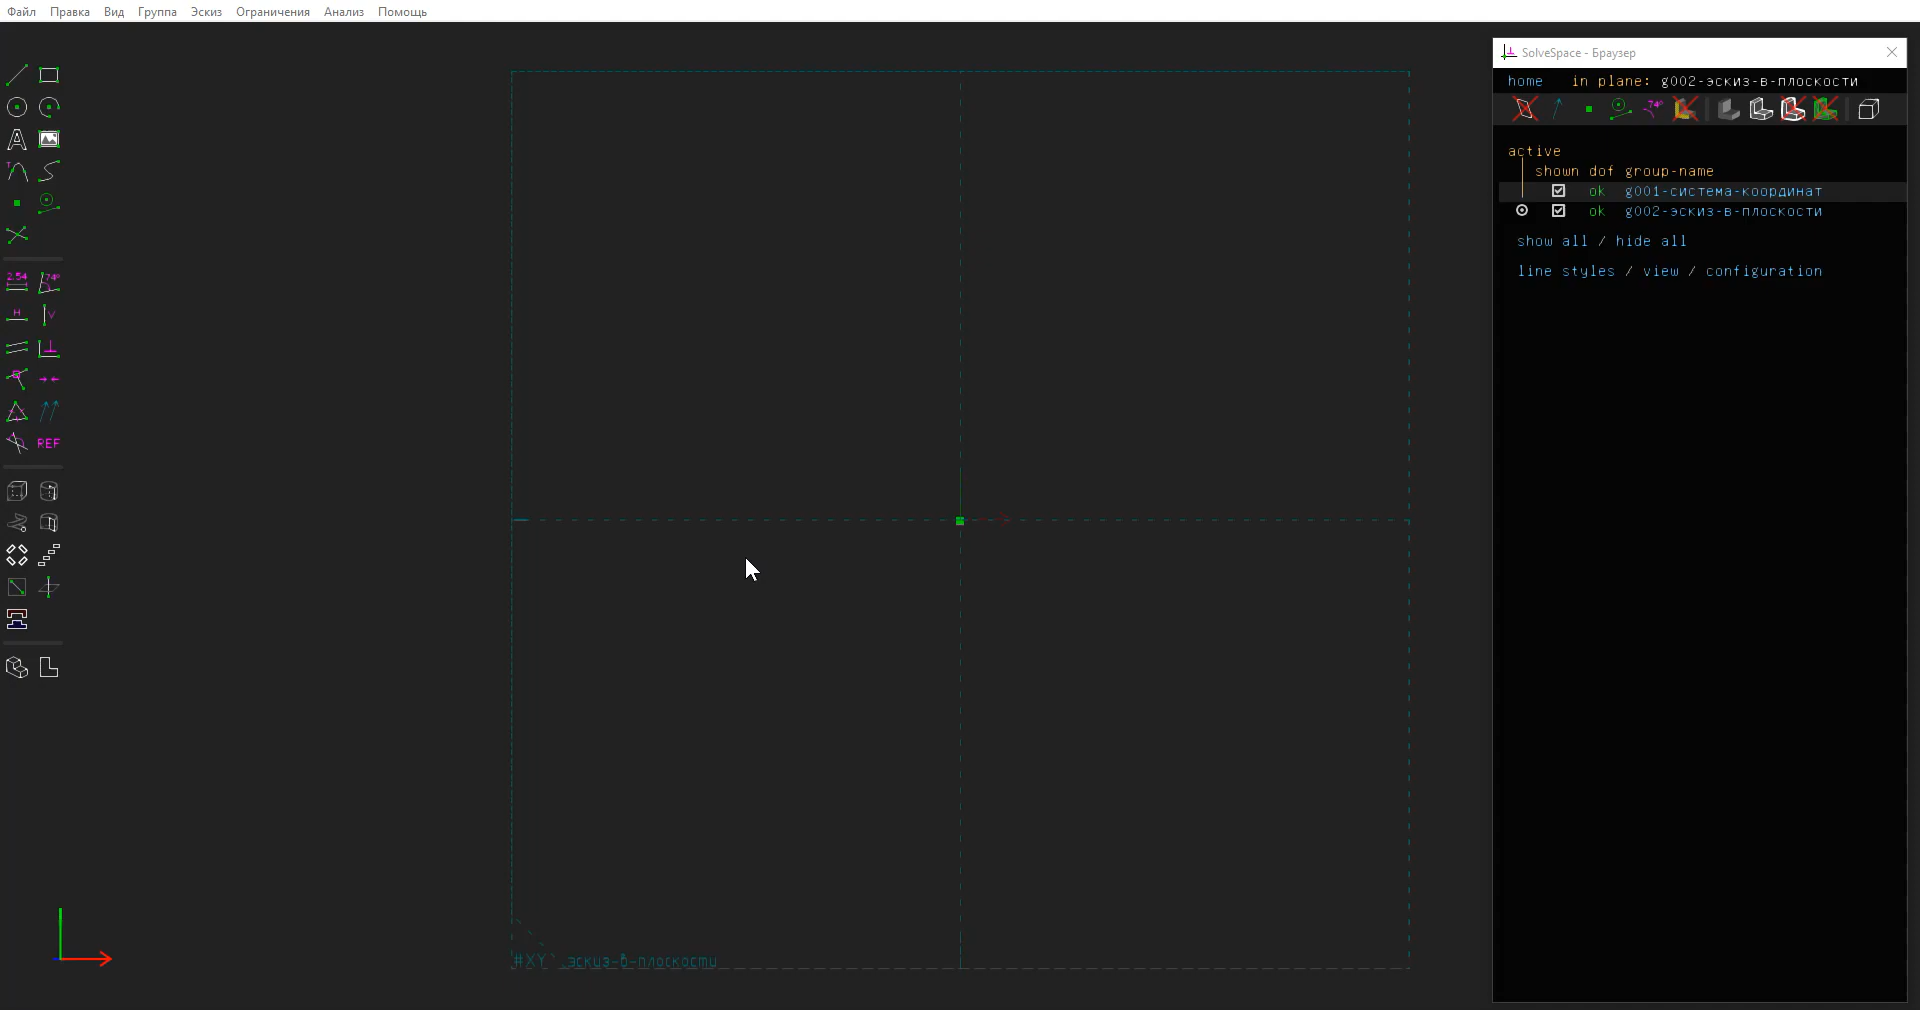 Файл Правка Вид Группа Эскиз Ограничения Анализ Помощь
SolveSpace - Браузер
home in plane: g002-эскиз-в-плоскости
74°
active
shown dof group-name
ok g001-система-координат
ok g002-эскиз-в-плоскости
show all / hide all
line styles / view / configuration
A
T
2.54 74°
H V
REF
#XY эскиз-в-плоскости